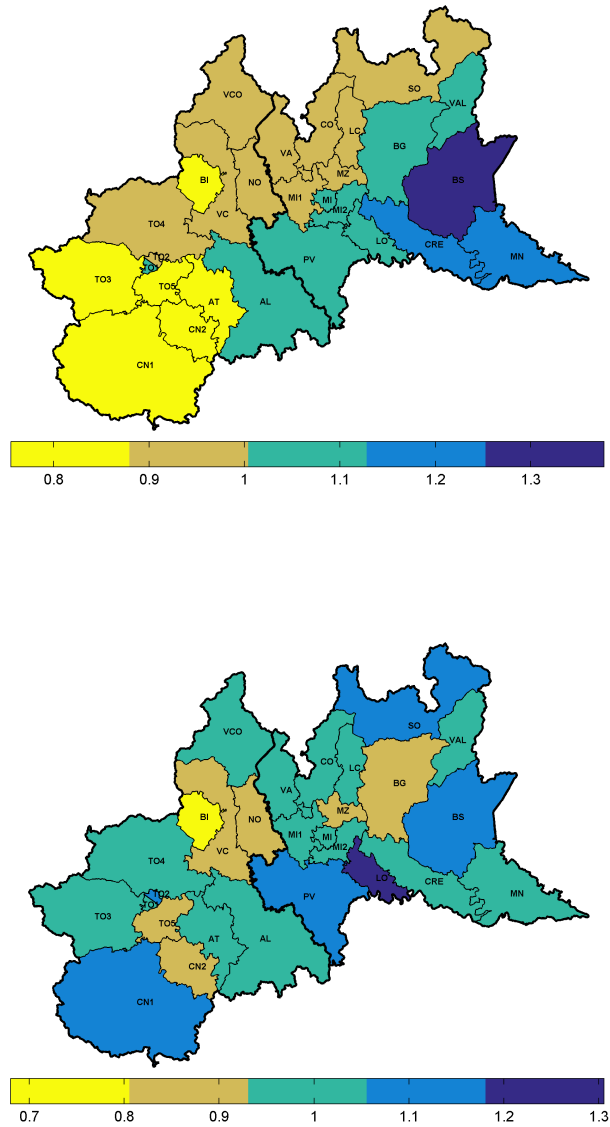 VCO
SO
VAL
CO
LC
VA
BG
BI
MZ
BS
NO
MI1
MI
MI2
VC
TO4
LO
CRE
PV
MN
TO2
TO1
TO3
TO5
AT
AL
CN2
CN1
0.8 0.9 1 1.1 1.2 1.3
SO
VCO
VAL
CO
LC
VA
BG
MZ
BI
NO
BS
MI1
MI
MI2
VC
TO4
LO
CRE
MN
TO2
PV
TO1
TO3
TO5
AT
AL
CN2
CN1
0.7 0.8 0.9 1 1.1 1.2 1.3